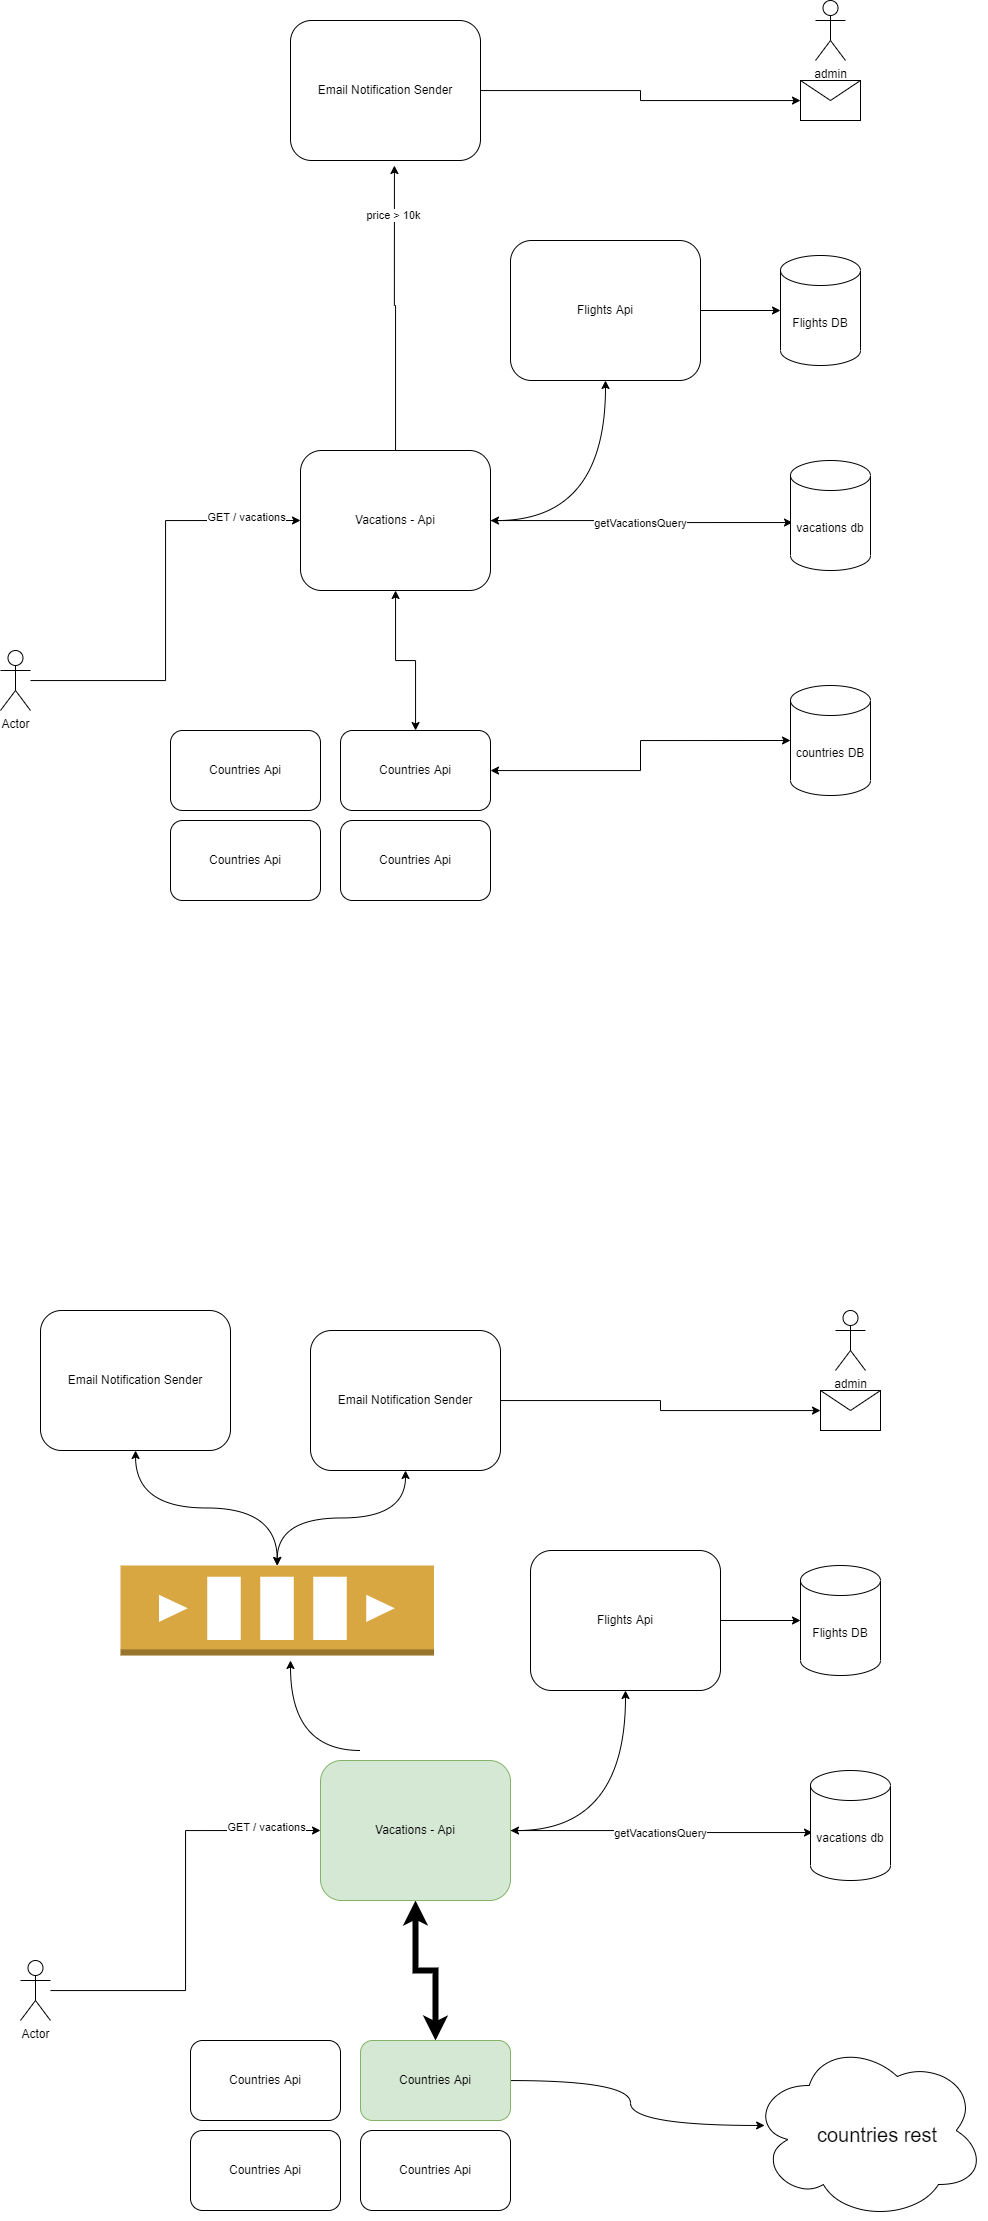 admin
Email Notification Sender
price > 10k
Flights Api
Flights DB
GET / vacations
Vacations - Api
getVacationsQuery
vacations db
Actor
countries DB
Countries Api
Countries Api
Countries Api
Countries Api
admin
Email Notification Sender
Email Notification Sender
Flights Api
Flights DB
GET / vacations
Vacations - Api
getVacationsQuery
vacations db
Actor
Countries Api
Countries Api
countries rest
Countries Api
Countries Api